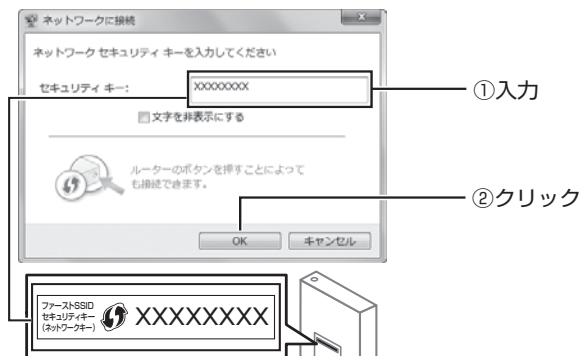 ネットワークに接続
ネットワーク セキュリティ キーを入力してください
セキュリティ キー:
XXXXXXXX
①入力
文字を非表示にする
ルーターのボタンを押すことによって
も接続できます。
②クリック
OK
キャンセル
ファーストSSID
セキュリティキー
(ネットワークキー)
XXXXXXXX